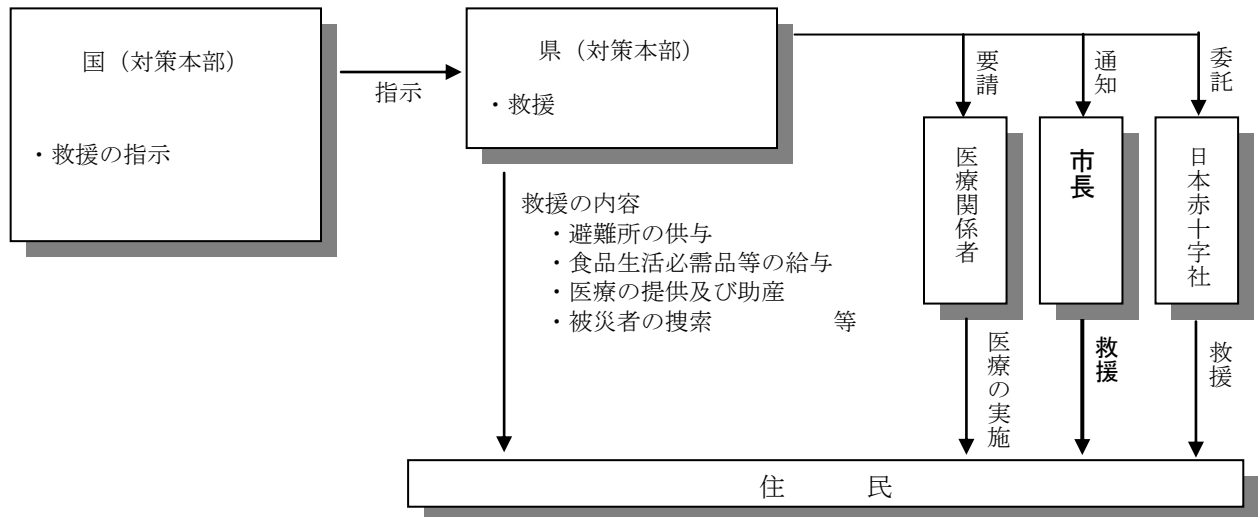 国（対策本部）
・救援の指示
指示
県（対策本部）
・救援
要請
通知
委託
医療関係者
市長
日本赤十字社
救援の内容
・避難所の供与
・食品生活必需品等の給与
・医療の提供及び助産
・被災者の捜索　　　　　等
医療の実施
救援
救援
住　　　民